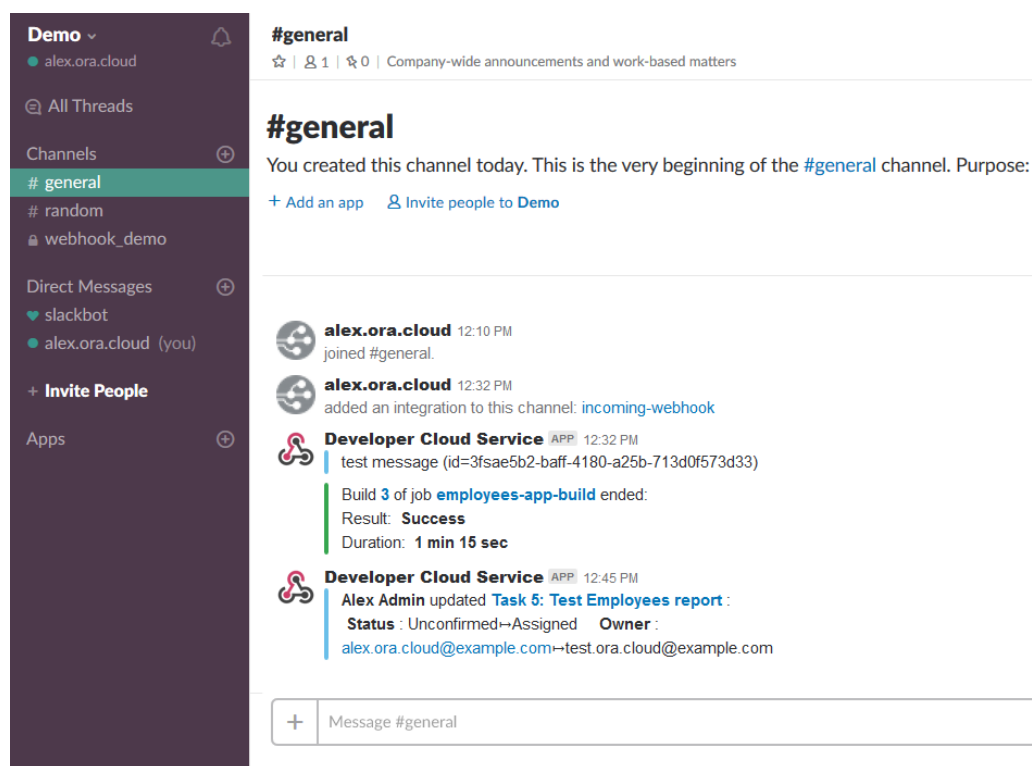 Demo
alex.ora.cloud
All Threads
Channels
# general
# random
webhook_demo
Direct Messages
slackbot
alex.ora.cloud (you)
+ Invite People
Apps
#general
1 | 0 | Company-wide announcements and work-based matters
#general
You created this channel today. This is the very beginning of the #general channel. Purpose:
+ Add an app Invite people to Demo
alex.ora.cloud 12:10 PM
joined #general.
alex.ora.cloud 12:32 PM
added an integration to this channel: incoming-webhook
Developer Cloud Service APP 12:32 PM
test message (id=3fsae5b2-baff-4180-a25b-713d0f573d33)
Build 3 of job employees-app-build ended:
Result: Success
Duration: 1 min 15 sec
Developer Cloud Service APP 12:45 PM
Alex Admin updated Task 5: Test Employees report :
Status : Unconfirmed↦Assigned Owner :
alex.ora.cloud@example.com↦test.ora.cloud@example.com
+ Message #general